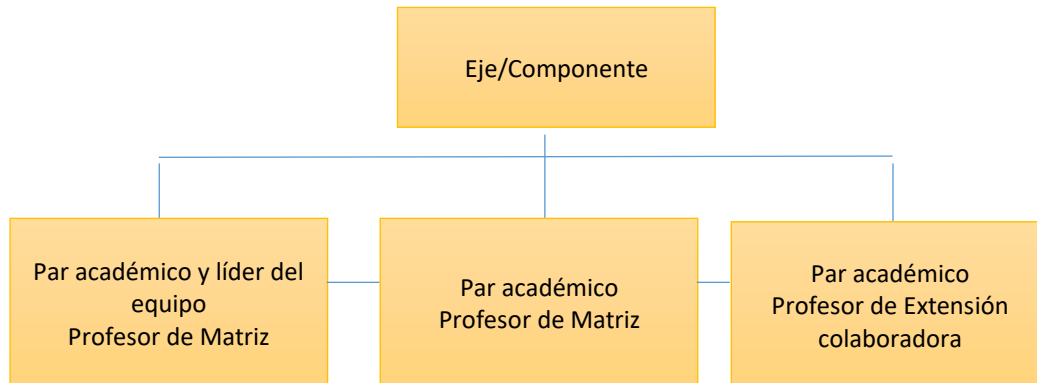 Eje/Componente
Par académico y líder del
equipo
Profesor de Matriz
Par académico
Profesor de Matriz
Par académico
Profesor de Extensión
colaboradora